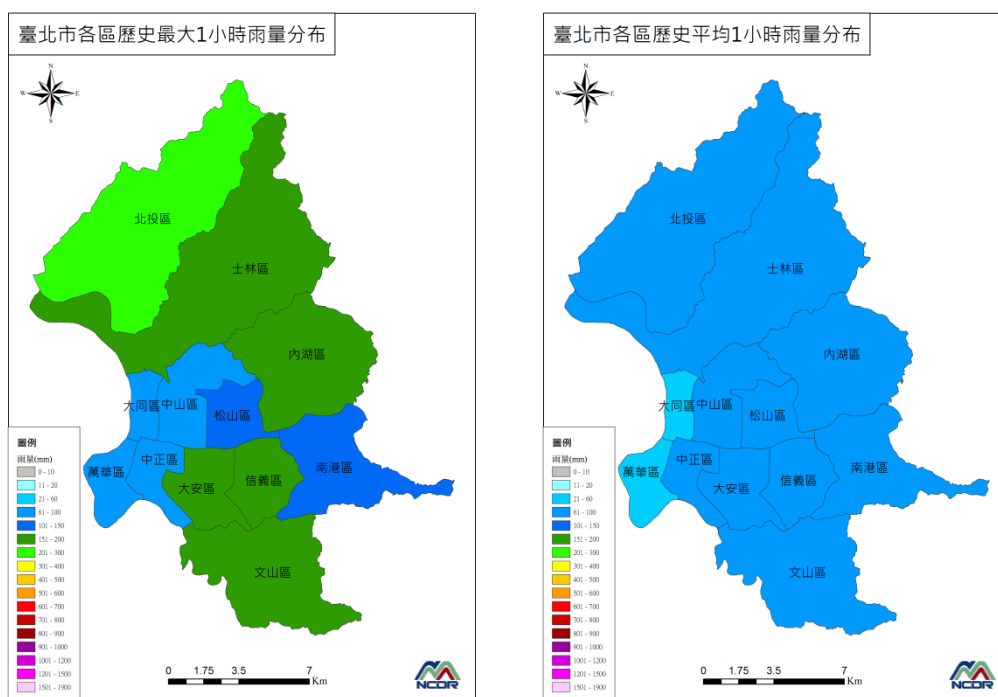 臺北市各區歷史最大1小時雨量分布
N
W
E
S
北投區
士林區
內湖區
大同區
中山區
松山區
萬華區
中正區
大安區
信義區
南港區
文山區
圖例
雨量(mm)
0 - 10
11 - 20
21 - 60
61 - 100
101 - 150
151 - 200
201 - 300
301 - 400
401 - 500
501 - 600
601 - 700
701 - 800
801 - 900
901 - 1000
1001 - 1200
1201 - 1500
1501 - 1900
0 1.75 3.5 7
Km
NCDR
臺北市各區歷史平均1小時雨量分布
N
W
E
S
北投區
士林區
內湖區
大同區
中山區
松山區
萬華區
中正區
大安區
信義區
南港區
文山區
圖例
雨量(mm)
0 - 10
11 - 20
21 - 60
61 - 100
101 - 150
151 - 200
201 - 300
301 - 400
401 - 500
501 - 600
601 - 700
701 - 800
801 - 900
901 - 1000
1001 - 1200
1201 - 1500
1501 - 1900
0 1.75 3.5 7
Km
NCDR